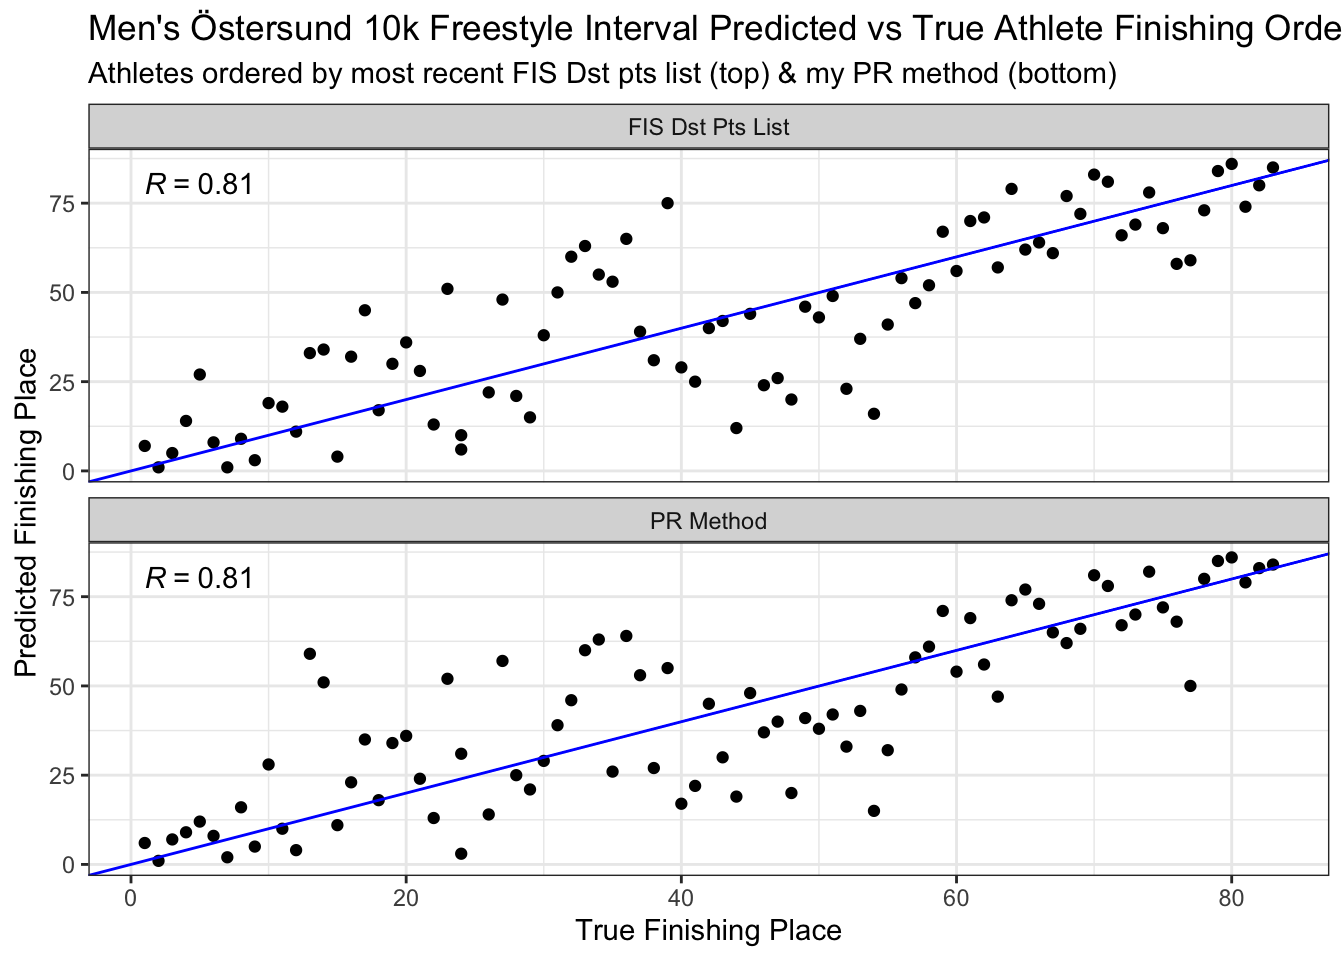 Men's Östersund 10k Freestyle Interval Predicted vs True Athlete Finishing Orde
Athletes ordered by most recent FIS Dst pts list (top) & my PR method (bottom)
FIS Dst Pts List
R = 0.81
75
50
25
0
PR Method
R = 0.81
75
50
25
0
Predicted Finishing Place
0 20 40 60 80
True Finishing Place